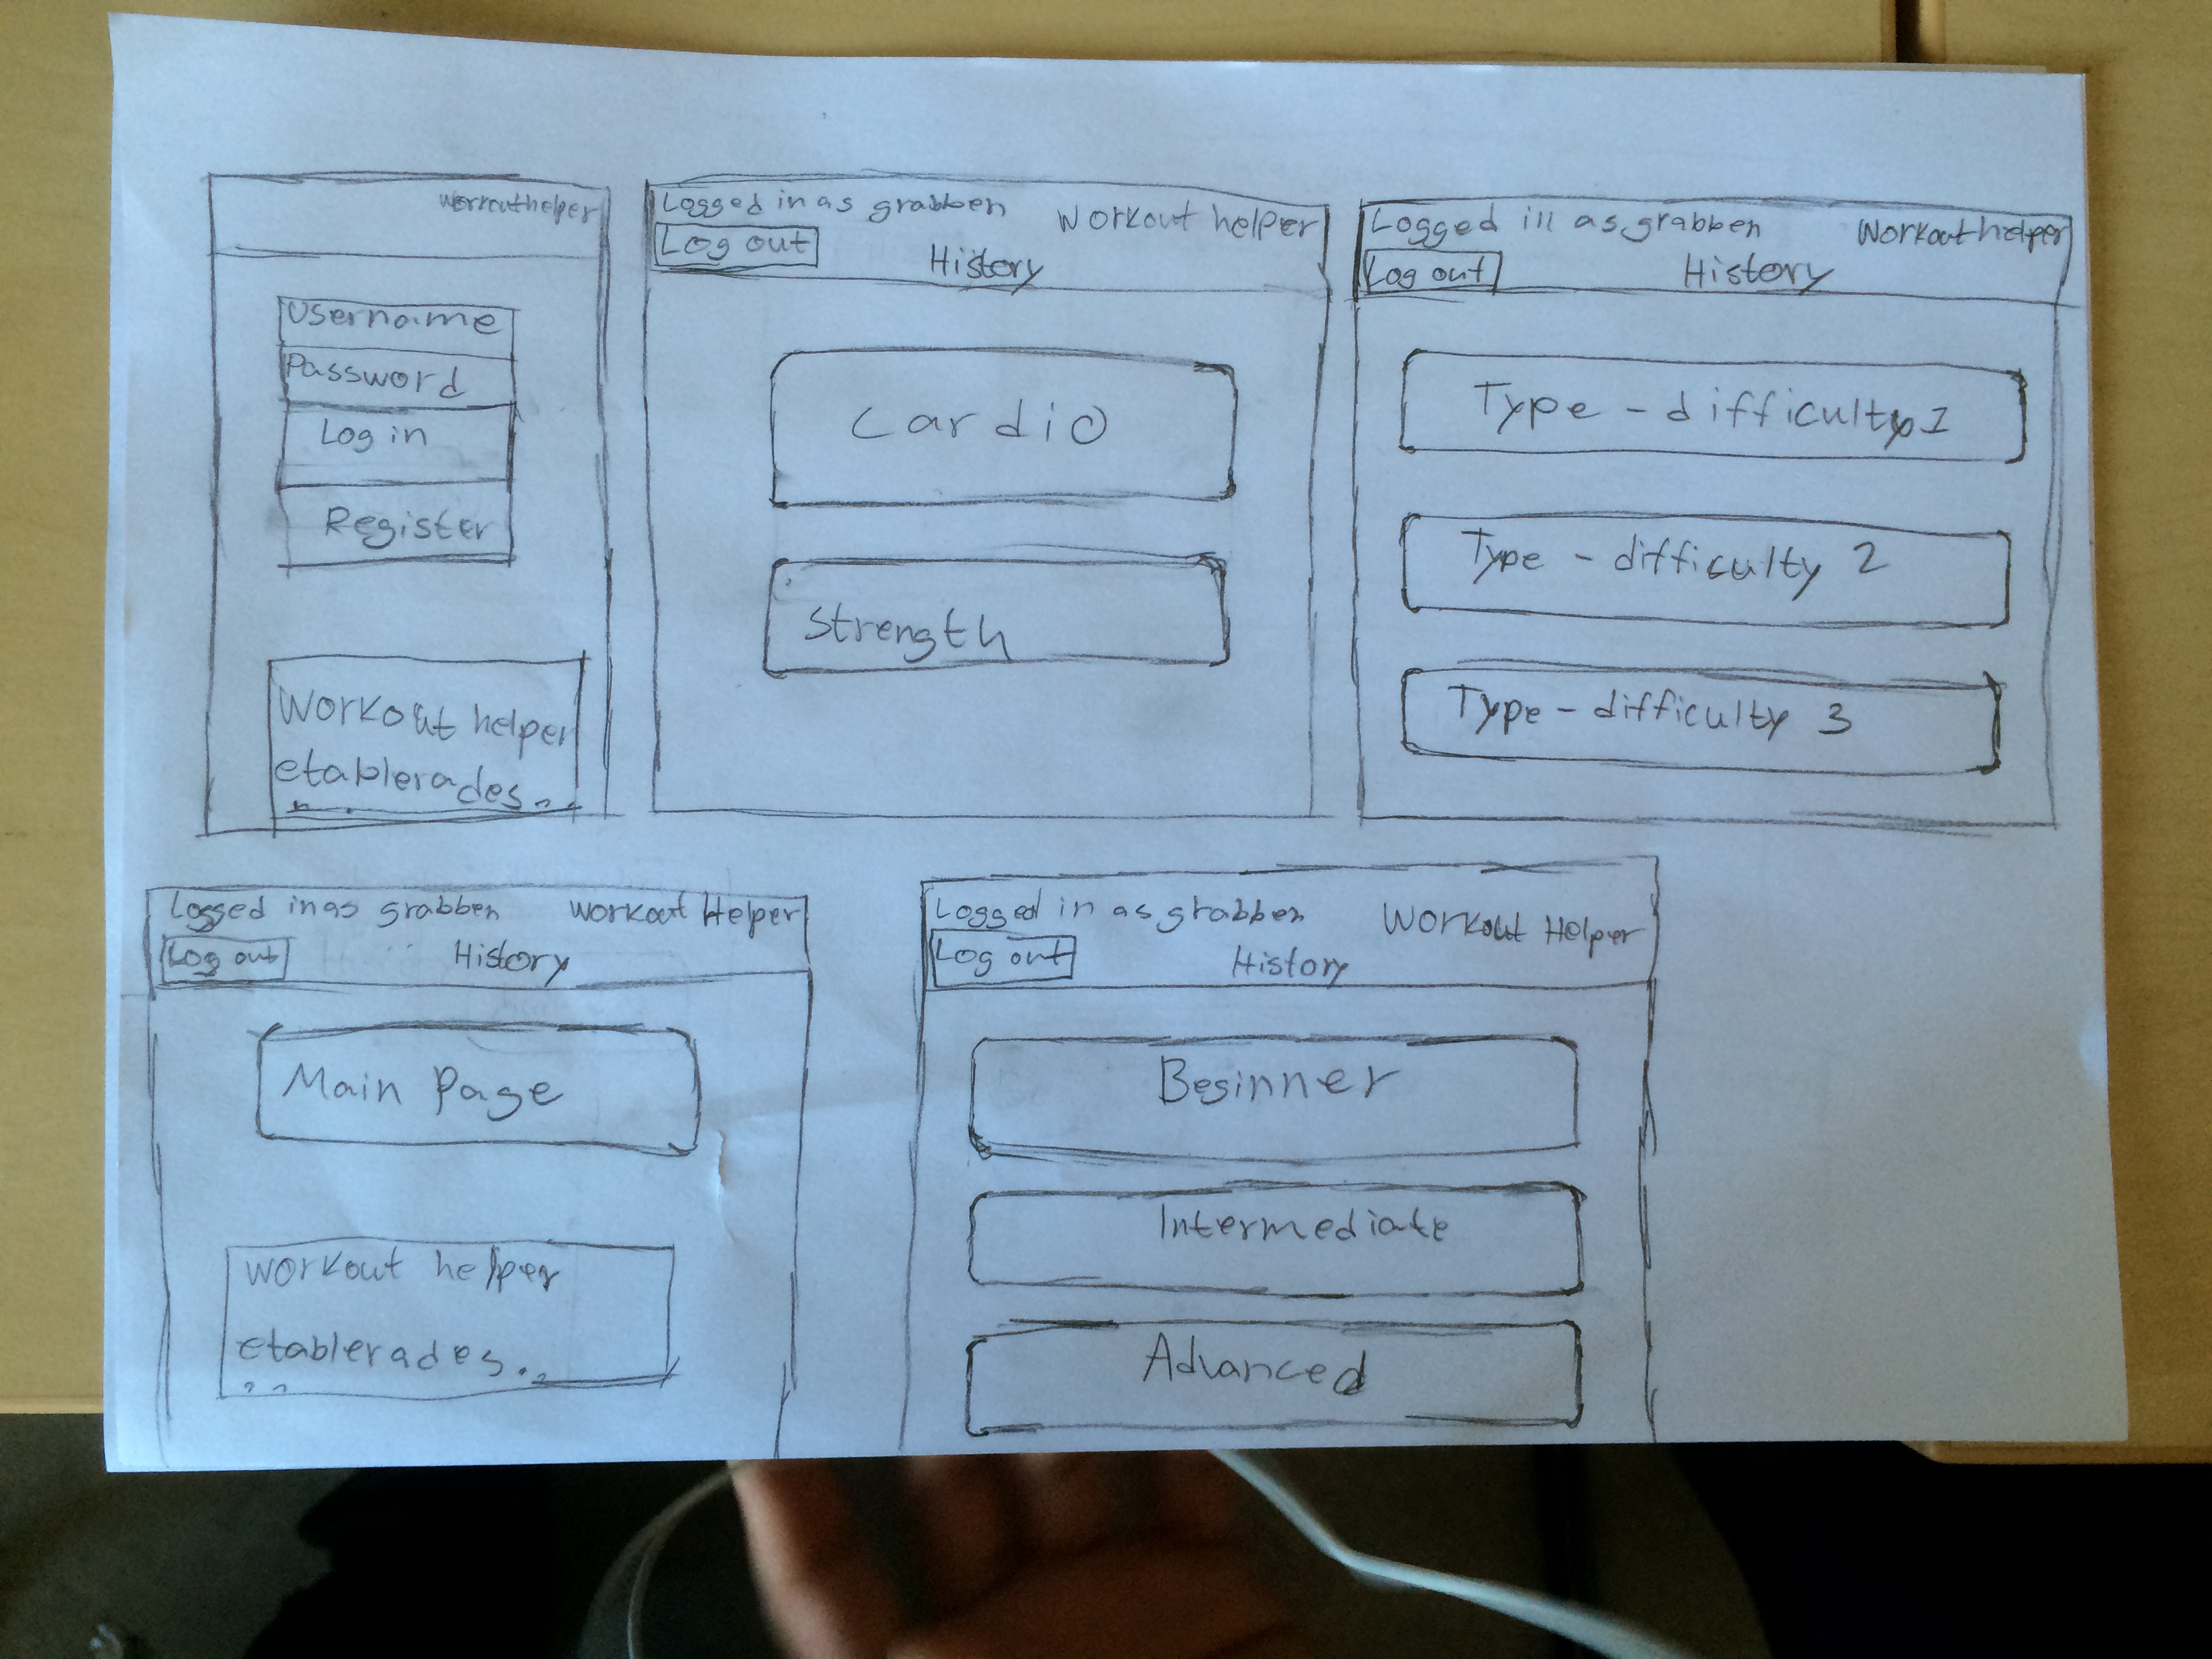 Workouthelper
Username
Password
Log in
Register
Workout helper
etablerades...
Logged in as grabben
Workout helper
Log out
History
Cardio
Strength
Logged in as grabben
Workout helper
Log out
History
Type - difficulty 1
Type - difficulty 2
Type - difficulty 3
Logged in as grabben
Workout Helper
Log out
History
Main Page
Workout helper
etablerades...
Logged in as grabben
Workout Helper
Log out
History
Beginner
Intermediate
Advanced